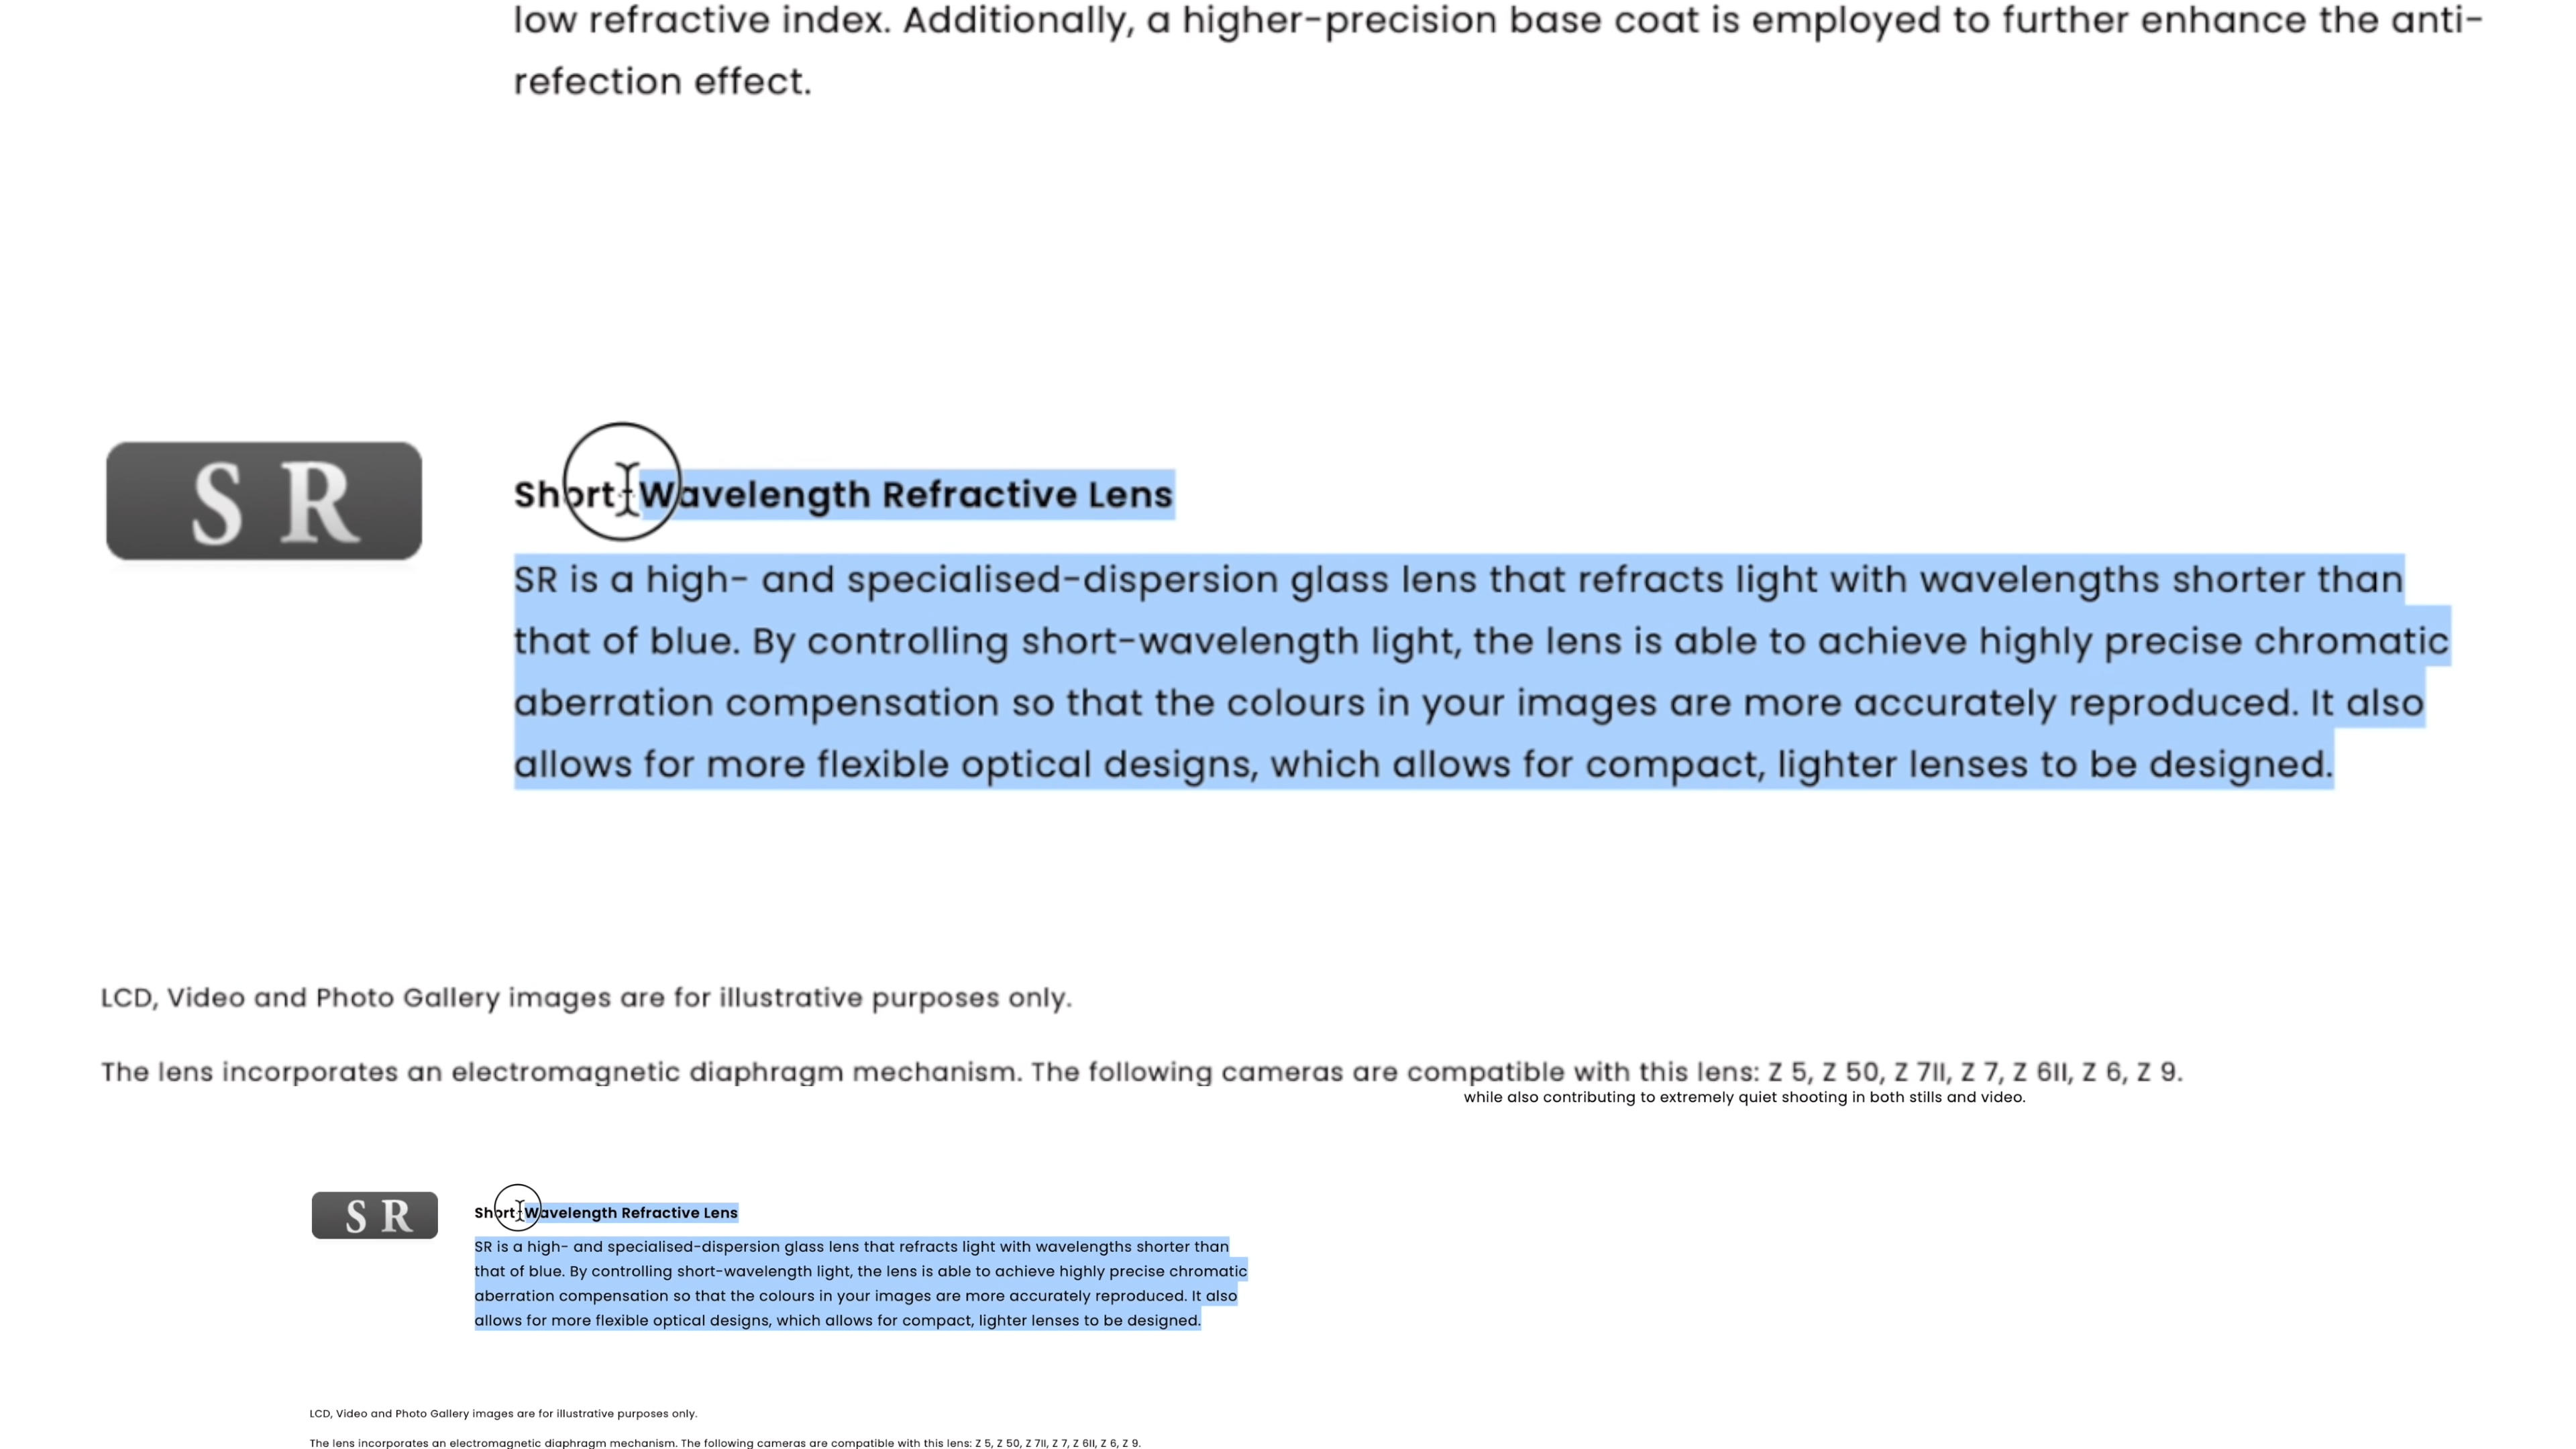 low refractive index. Additionally, a higher-precision base coat is employed to further enhance the anti-
refection effect.
S R
Short-Wavelength Refractive Lens
SR is a high- and specialised-dispersion glass lens that refracts light with wavelengths shorter than
that of blue. By controlling short-wavelength light, the lens is able to achieve highly precise chromatic
aberration compensation so that the colours in your images are more accurately reproduced. It also
allows for more flexible optical designs, which allows for compact, lighter lenses to be designed.
LCD, Video and Photo Gallery images are for illustrative purposes only.
The lens incorporates an electromagnetic diaphragm mechanism. The following cameras are compatible with this lens: Z 5, Z 50, Z 7II, Z 7, Z 6II, Z 6, Z 9.
while also contributing to extremely quiet shooting in both stills and video.
S R
Short-Wavelength Refractive Lens
SR is a high- and specialised-dispersion glass lens that refracts light with wavelengths shorter than
that of blue. By controlling short-wavelength light, the lens is able to achieve highly precise chromatic
aberration compensation so that the colours in your images are more accurately reproduced. It also
allows for more flexible optical designs, which allows for compact, lighter lenses to be designed.
LCD, Video and Photo Gallery images are for illustrative purposes only.
The lens incorporates an electromagnetic diaphragm mechanism. The following cameras are compatible with this lens: Z 5, Z 50, Z 7II, Z 7, Z 6II, Z 6, Z 9.